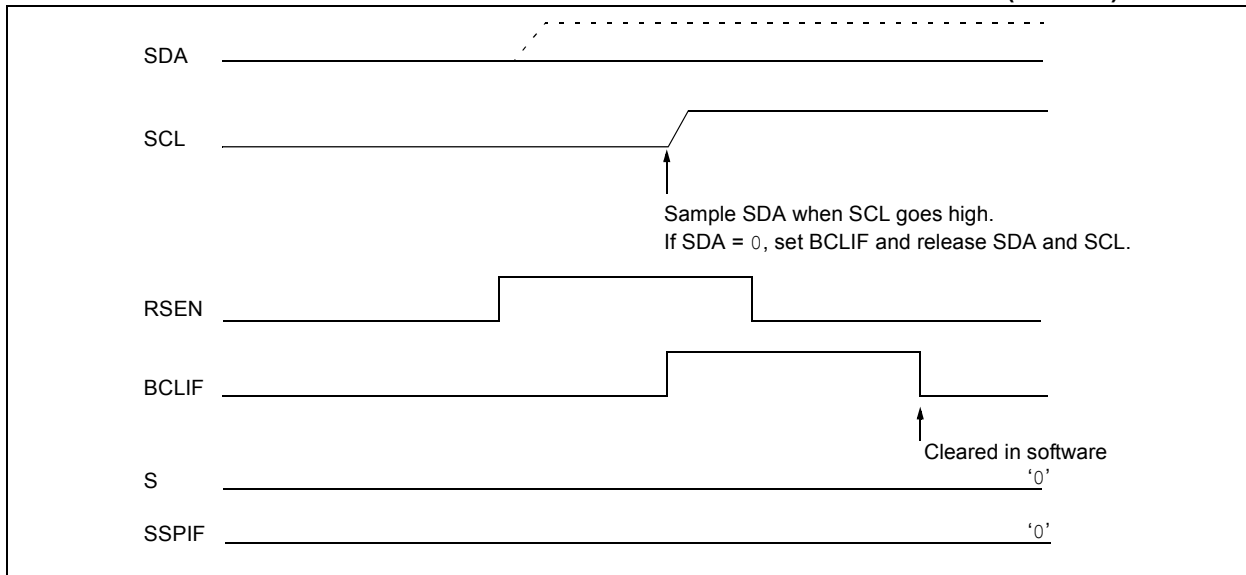 SDA
SCL
Sample SDA when SCL goes high.
If SDA = 0, set BCLIF and release SDA and SCL.
RSEN
BCLIF
Cleared in software
S
‘0’
SSPIF
‘0’